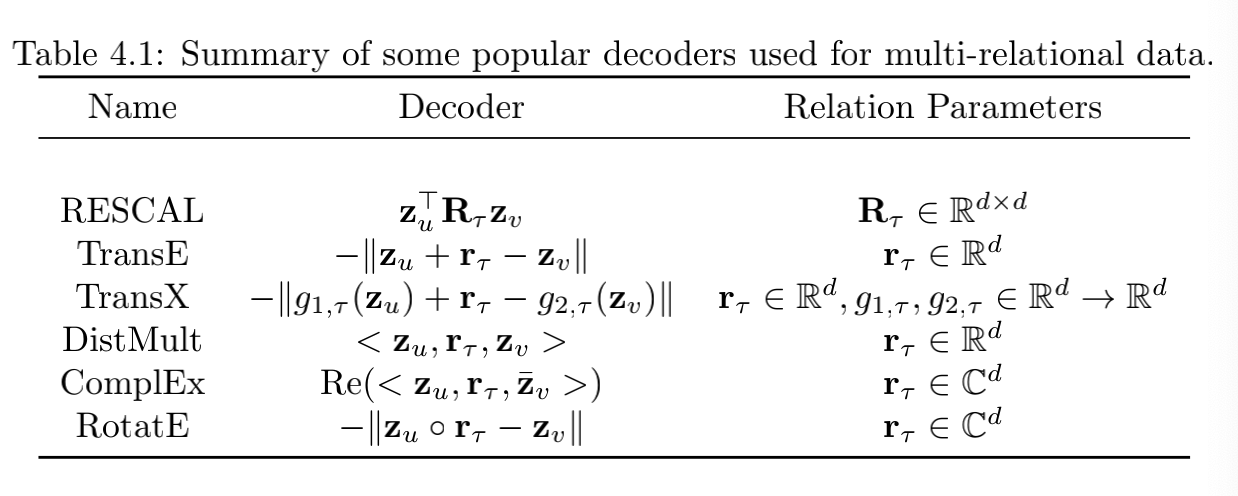 Table 4.1: Summary of some popular decoders used for multi-relational data.
Name Decoder Relation Parameters
RESCAL $\mathbf{z}_u^\top \mathbf{R}_\tau \mathbf{z}_v$ $\mathbf{R}_\tau \in \mathbb{R}^{d \times d}$
TransE $-\|\mathbf{z}_u + \mathbf{r}_\tau - \mathbf{z}_v\|$ $\mathbf{r}_\tau \in \mathbb{R}^d$
TransX $-\|g_{1,\tau}(\mathbf{z}_u) + \mathbf{r}_\tau - g_{2,\tau}(\mathbf{z}_v)\|$ $\mathbf{r}_\tau \in \mathbb{R}^d, g_{1,\tau}, g_{2,\tau} \in \mathbb{R}^d \to \mathbb{R}^d$
DistMult $< \mathbf{z}_u, \mathbf{r}_\tau, \mathbf{z}_v >$ $\mathbf{r}_\tau \in \mathbb{R}^d$
ComplEx $\text{Re}(< \mathbf{z}_u, \mathbf{r}_\tau, \bar{\mathbf{z}}_v >)$ $\mathbf{r}_\tau \in \mathbb{C}^d$
RotatE $-\|\mathbf{z}_u \circ \mathbf{r}_\tau - \mathbf{z}_v\|$ $\mathbf{r}_\tau \in \mathbb{C}^d$